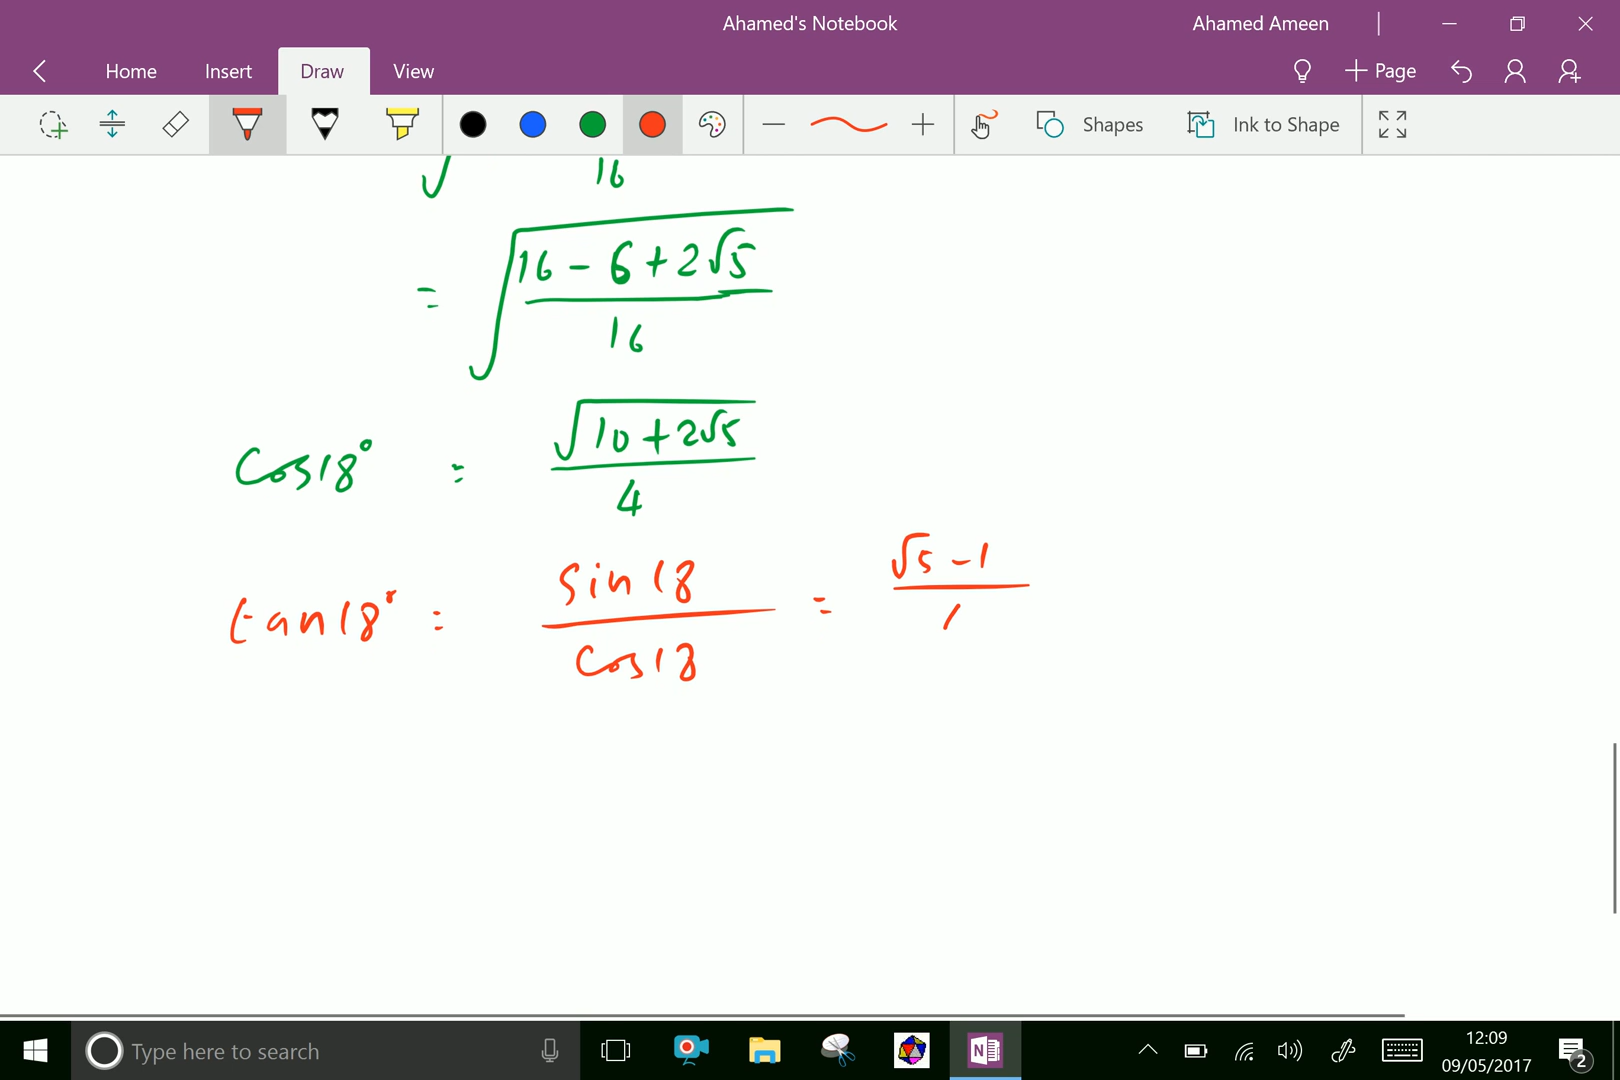 Ahamed's Notebook Ahamed Ameen
Home Insert Draw View Page
Shapes Ink to Shape
√ 16
= √(16 - 6 + 2√5) / 16
Cos18° = √(10 + 2√5) / 4
tan18° = sin18 / Cos18 = √5 - 1 /
Type here to search
N
12:09
09/05/2017
2